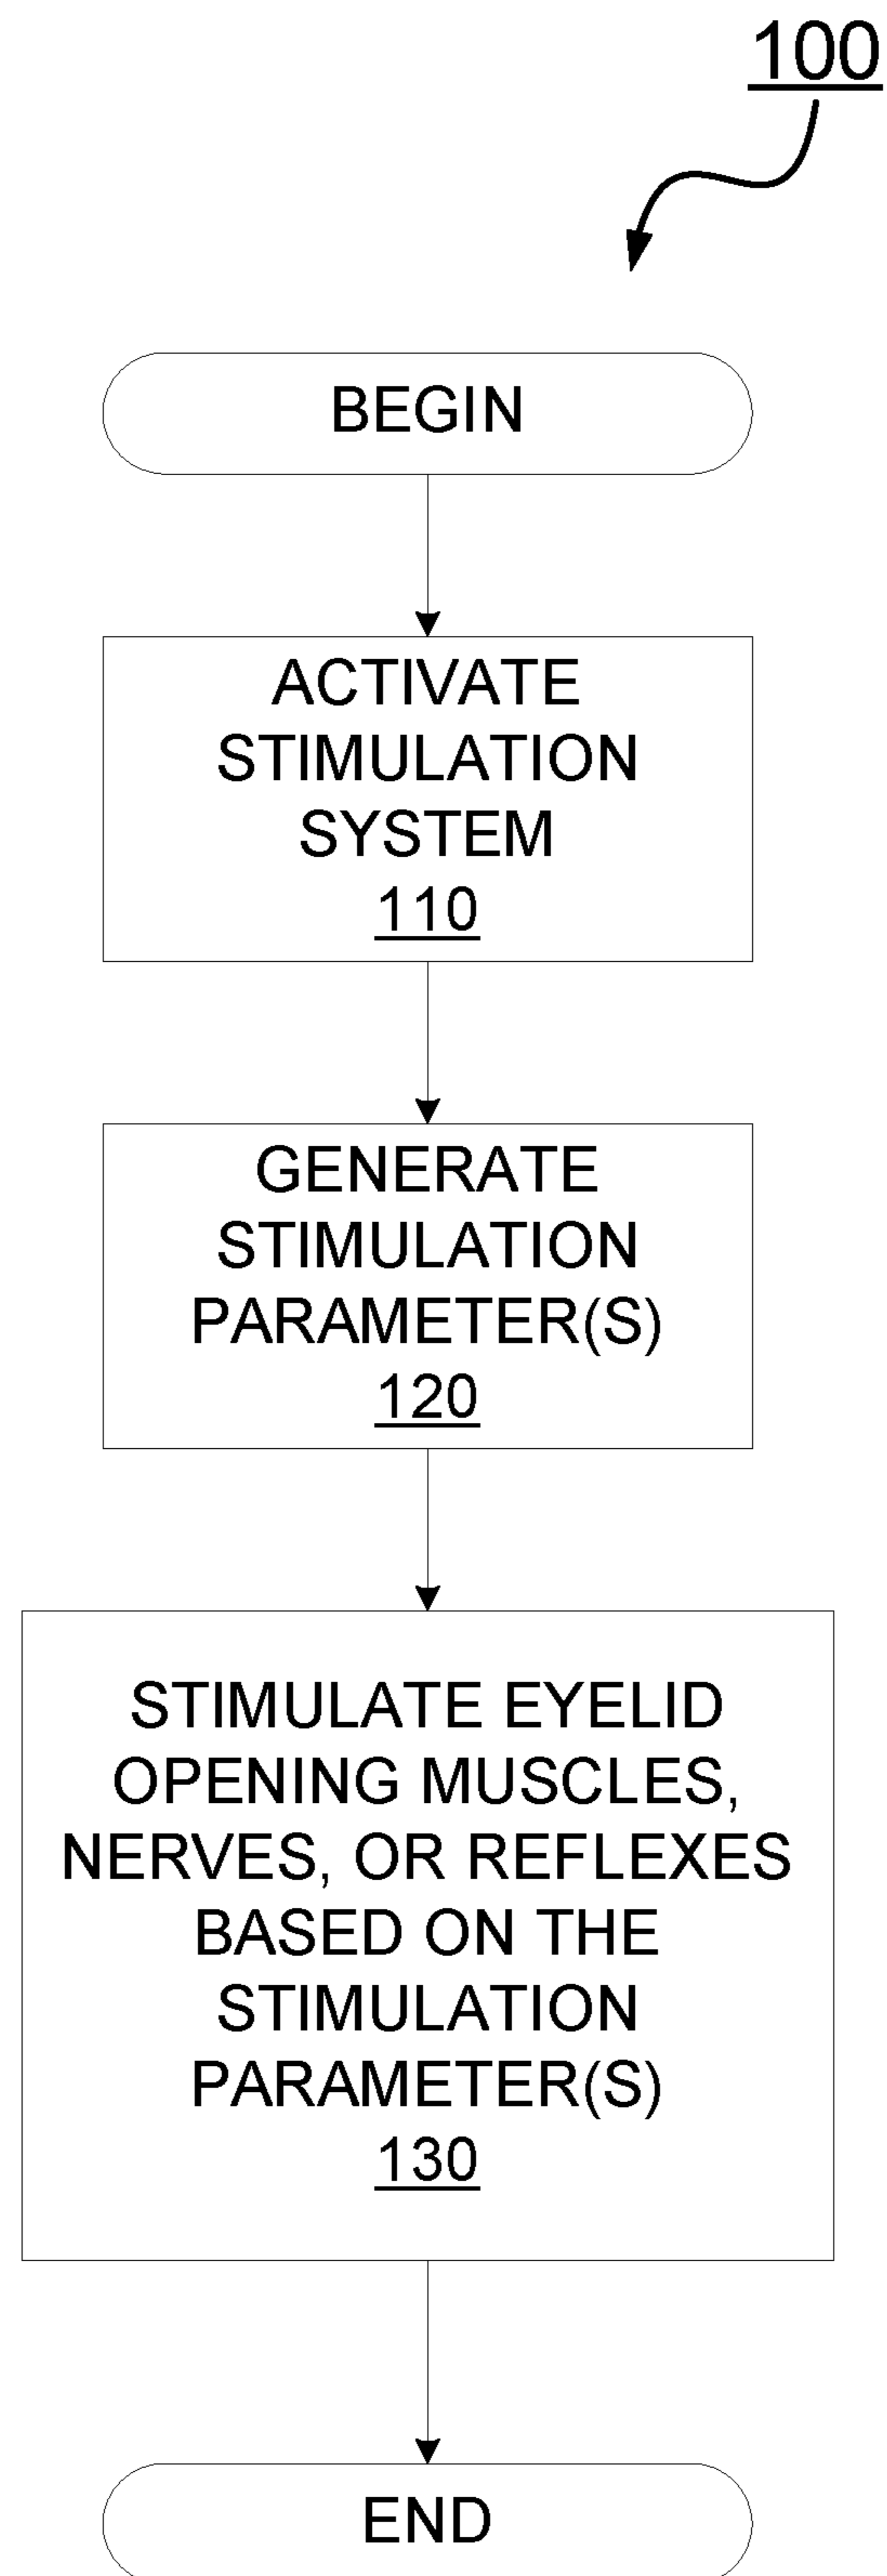 100
BEGIN
ACTIVATE
STIMULATION
SYSTEM
110
GENERATE
STIMULATION
PARAMETER(S)
120
STIMULATE EYELID
OPENING MUSCLES,
NERVES, OR REFLEXES
BASED ON THE
STIMULATION
PARAMETER(S)
130
END